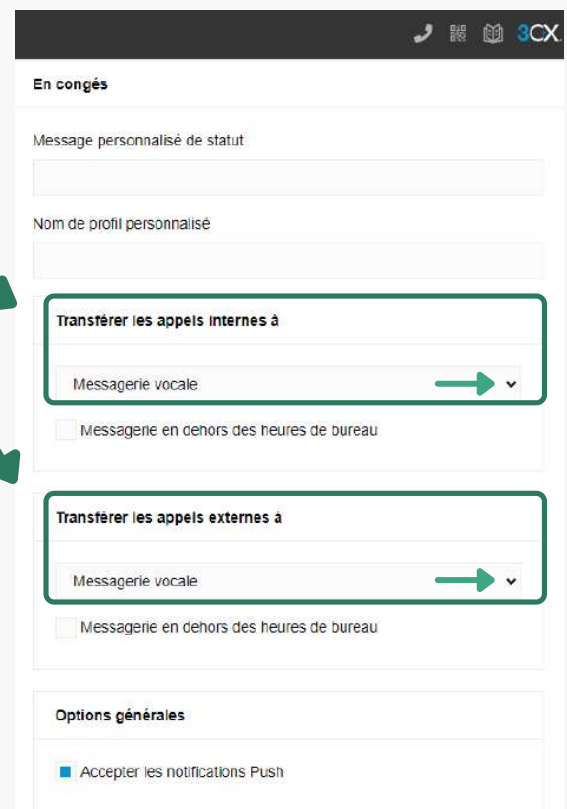 3CX.
En congés
Message personnalisé de statut
Nom de profil personnalisé
Transférer les appels internes à
Messagerie vocale
Messagerie en dehors des heures de bureau
Transférer les appels externes à
Messagerie vocale
Messagerie en dehors des heures de bureau
Options générales
Accepter les notifications Push